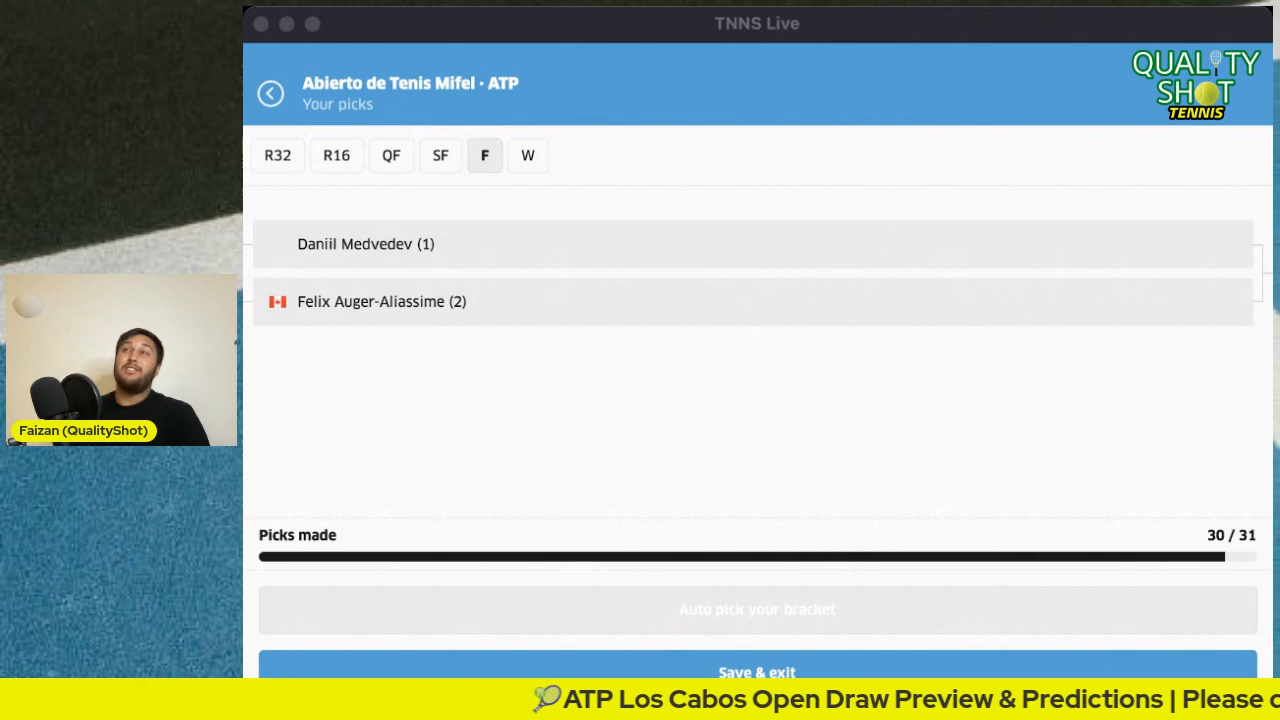 TNNS Live
Abierto de Tenis Mifel · ATP
Your picks
QUALITY
SHOT
TENNIS
R32 R16 QF SF F W
Daniil Medvedev (1)
Felix Auger-Aliassime (2)
Faizan (QualityShot)
Picks made 30 / 31
Auto pick your bracket
Save & exit
ATP Los Cabos Open Draw Preview & Predictions | Please